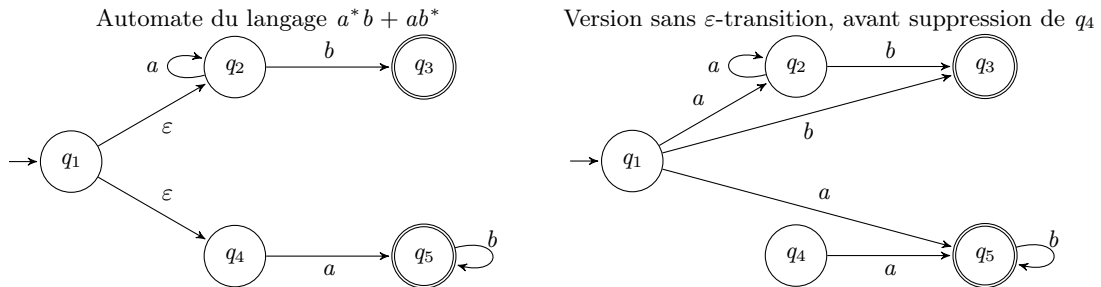 Automate du langage a*b + ab*
a
q₂
b
q₃
ε
q₁
ε
q₄
a
q₅
b
Version sans ε-transition, avant suppression de q₄
a
q₂
b
q₃
a
b
q₁
a
q₄
a
q₅
b